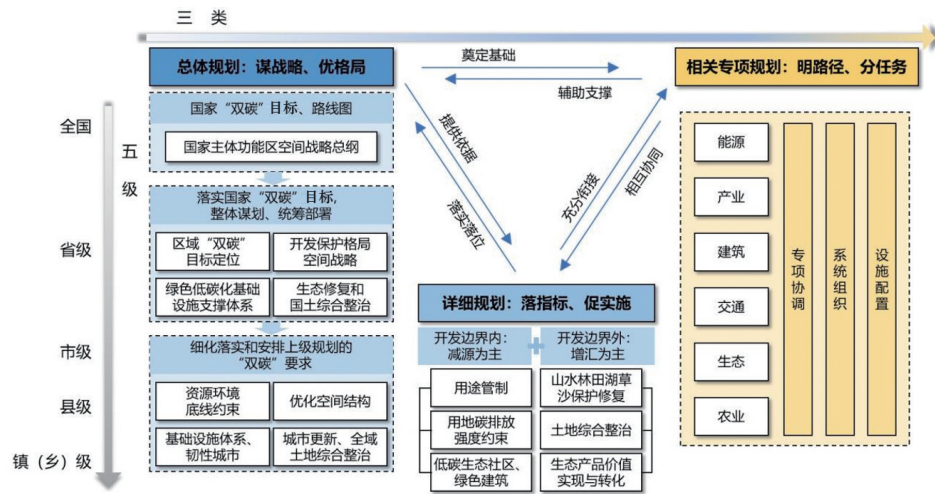 三 类
五
级
全国
省级
市级
县级
镇（乡）级
总体规划：谋战略、优格局
国家“双碳”目标、路线图
国家主体功能区空间战略总纲
落实国家“双碳”目标，
整体谋划、统筹部署
区域“双碳”
目标定位
开发保护格局
空间战略
绿色低碳化基础
设施支撑体系
生态修复和
国土综合整治
细化落实和安排上级规划的
“双碳”要求
资源环境
底线约束
优化空间结构
基础设施体系、
韧性城市
城市更新、全域
土地综合整治
奠定基础
辅助支撑
提供依据
落实落位
充分衔接
相互协同
详细规划：落指标、促实施
开发边界内：
减源为主
开发边界外：
增汇为主
用途管制
用地碳排放
强度约束
低碳生态社区、
绿色建筑
山水林田湖草
沙保护修复
土地综合整治
生态产品价值
实现与转化
相关专项规划：明路径、分任务
能源
产业
建筑
交通
生态
农业
专项协调
系统组织
设施配置